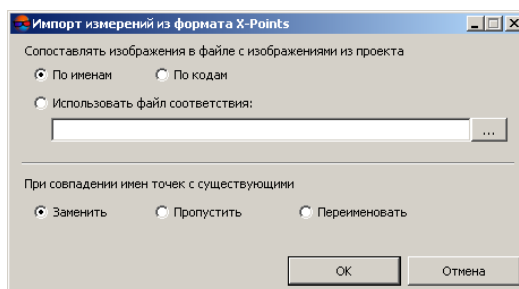 Импорт измерений из формата X-Points
Сопоставлять изображения в файле с изображениями из проекта
По именам По кодам
Использовать файл соответствия:
...
При совпадении имен точек с существующими
Заменить Пропустить Переименовать
OK Отмена